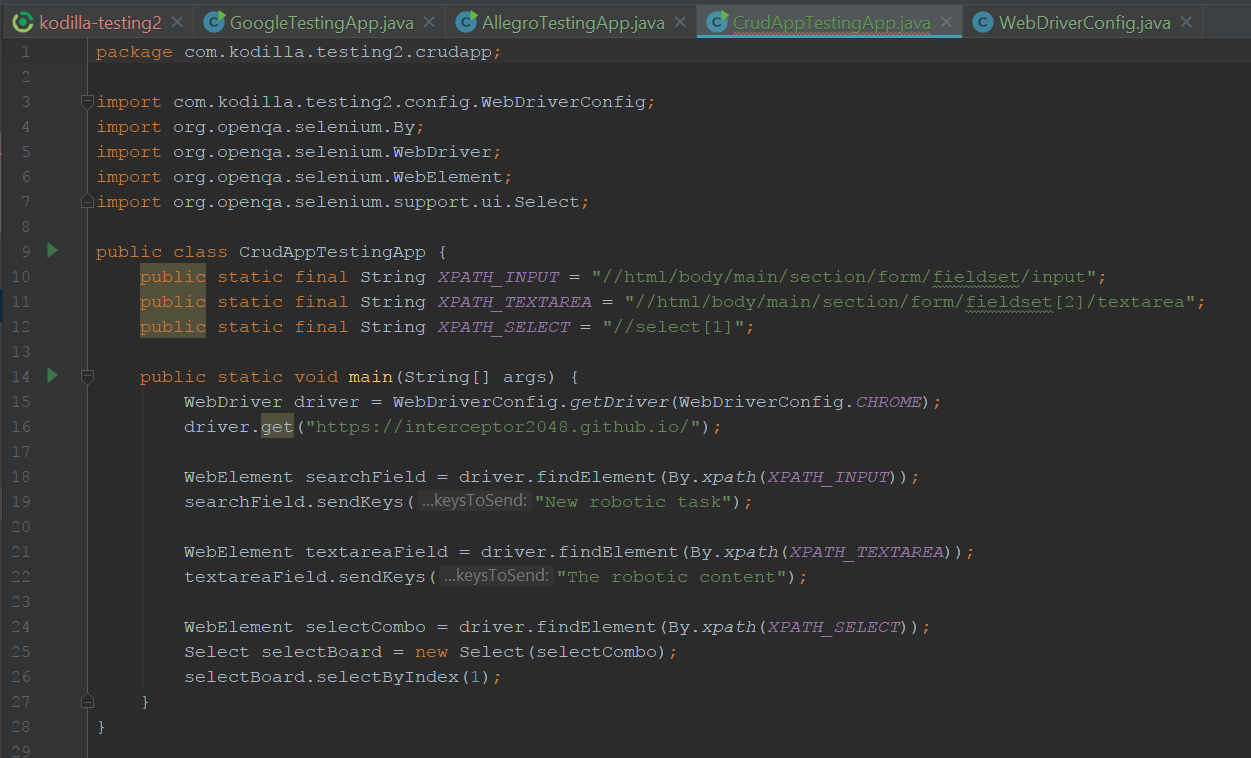 kodilla-testing2 GoogleTestingApp.java AllegroTestingApp.java CrudAppTestingApp.java WebDriverConfig.java
1 package com.kodilla.testing2.crudapp;
2
3 import com.kodilla.testing2.config.WebDriverConfig;
4 import org.openqa.selenium.By;
5 import org.openqa.selenium.WebDriver;
6 import org.openqa.selenium.WebElement;
7 import org.openqa.selenium.support.ui.Select;
8
9 public class CrudAppTestingApp {
10 public static final String XPATH_INPUT = "//html/body/main/section/form/fieldset/input";
11 public static final String XPATH_TEXTAREA = "//html/body/main/section/form/fieldset[2]/textarea";
12 public static final String XPATH_SELECT = "//select[1]";
13
14 public static void main(String[] args) {
15 WebDriver driver = WebDriverConfig.getDriver(WebDriverConfig.CHROME);
16 driver.get("https://interceptor2048.github.io/");
17
18 WebElement searchField = driver.findElement(By.xpath(XPATH_INPUT));
19 searchField.sendKeys( ...keysToSend: "New robotic task");
20
21 WebElement textareaField = driver.findElement(By.xpath(XPATH_TEXTAREA));
22 textareaField.sendKeys( ...keysToSend: "The robotic content");
23
24 WebElement selectCombo = driver.findElement(By.xpath(XPATH_SELECT));
25 Select selectBoard = new Select(selectCombo);
26 selectBoard.selectByIndex(1);
27 }
28 }
29